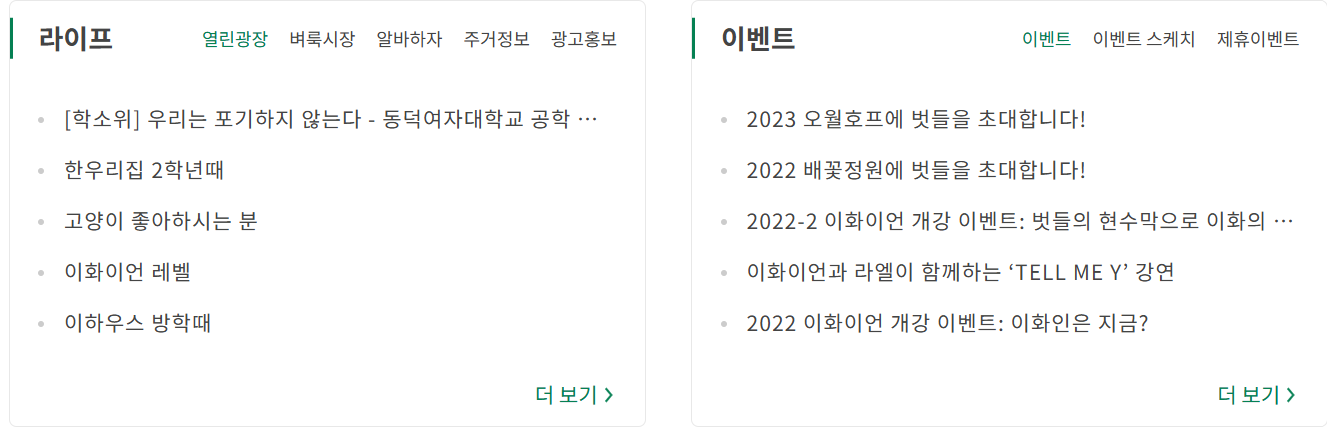 라이프 열린광장 벼룩시장 알바하자 주거정보 광고홍보
[학소위] 우리는 포기하지 않는다 - 동덕여자대학교 공학 ⋯
한우리집 2학년때
고양이 좋아하시는 분
이화이언 레벨
이하우스 방학때
더 보기 >
이벤트 이벤트 이벤트 스케치 제휴이벤트
2023 오월호프에 벗들을 초대합니다!
2022 배꽃정원에 벗들을 초대합니다!
2022-2 이화이언 개강 이벤트: 벗들의 현수막으로 이화의 ⋯
이화이언과 라엘이 함께하는 ‘TELL ME Y’ 강연
2022 이화이언 개강 이벤트: 이화인은 지금?
더 보기 >